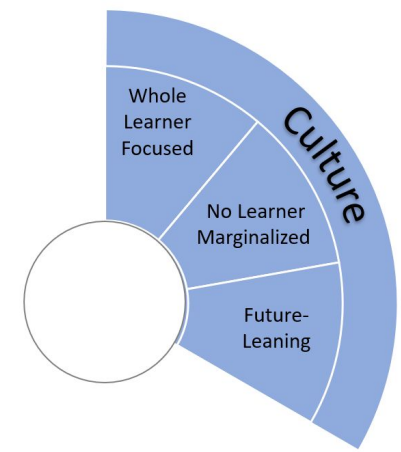 Whole
Learner
Focused
Culture
No Learner
Marginalized
Future-
Leaning